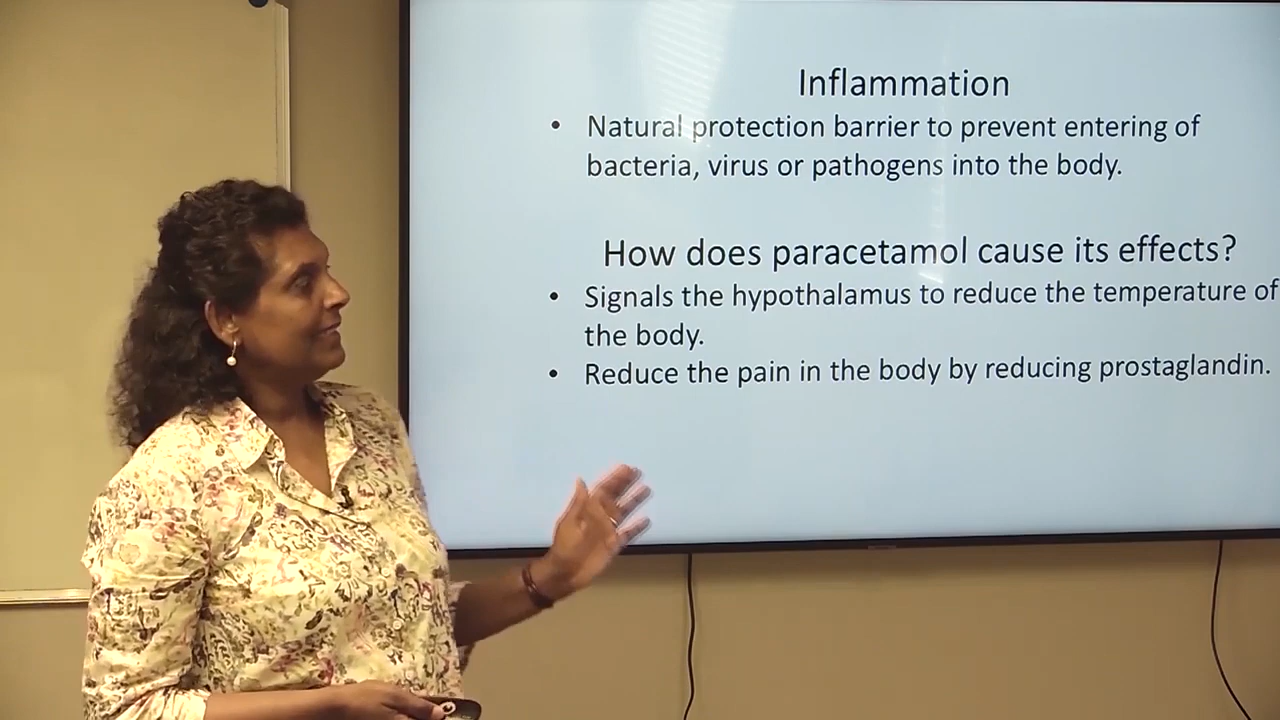 Inflammation
• Natural protection barrier to prevent entering of
bacteria, virus or pathogens into the body.
How does paracetamol cause its effects?
• Signals the hypothalamus to reduce the temperature of
the body.
• Reduce the pain in the body by reducing prostaglandin.